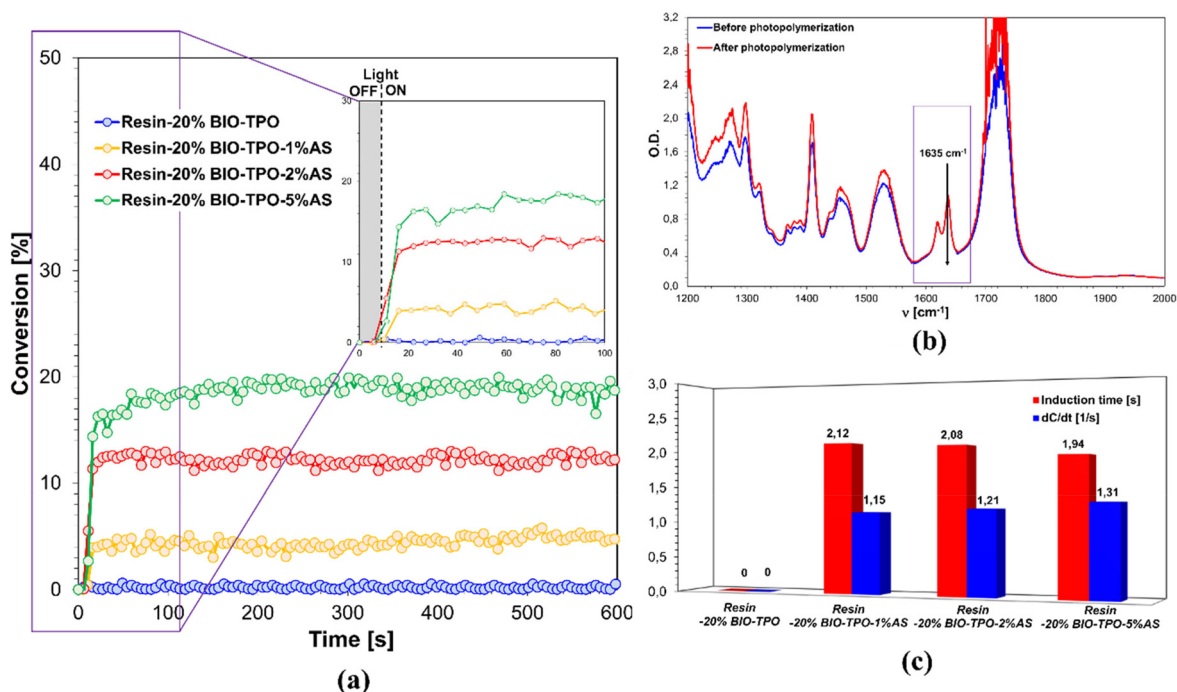 50
40
30
20
10
0
Conversion [%]
0
100
200
300
400
500
600
Time [s]
Resin-20% BIO-TPO
Resin-20% BIO-TPO-1%AS
Resin-20% BIO-TPO-2%AS
Resin-20% BIO-TPO-5%AS
Light
OFF ON
30
20
10
0
0
20
40
60
80
100
(a)
3,2
2,8
2,4
2,0
1,6
1,2
0,8
0,4
0,0
O.D.
Before photopolymerization
After photopolymerization
1635 cm-1
1200 1300 1400 1500 1600 1700 1800 1900 2000
ν [cm-1]
(b)
3,0
2,5
2,0
1,5
1,0
0,5
0,0
Induction time [s]
dC/dt [1/s]
0 0
2,12
1,15
2,08
1,21
1,94
1,31
Resin
-20% BIO-TPO
Resin
-20% BIO-TPO-1%AS
Resin
-20% BIO-TPO-2%AS
Resin
-20% BIO-TPO-5%AS
(c)